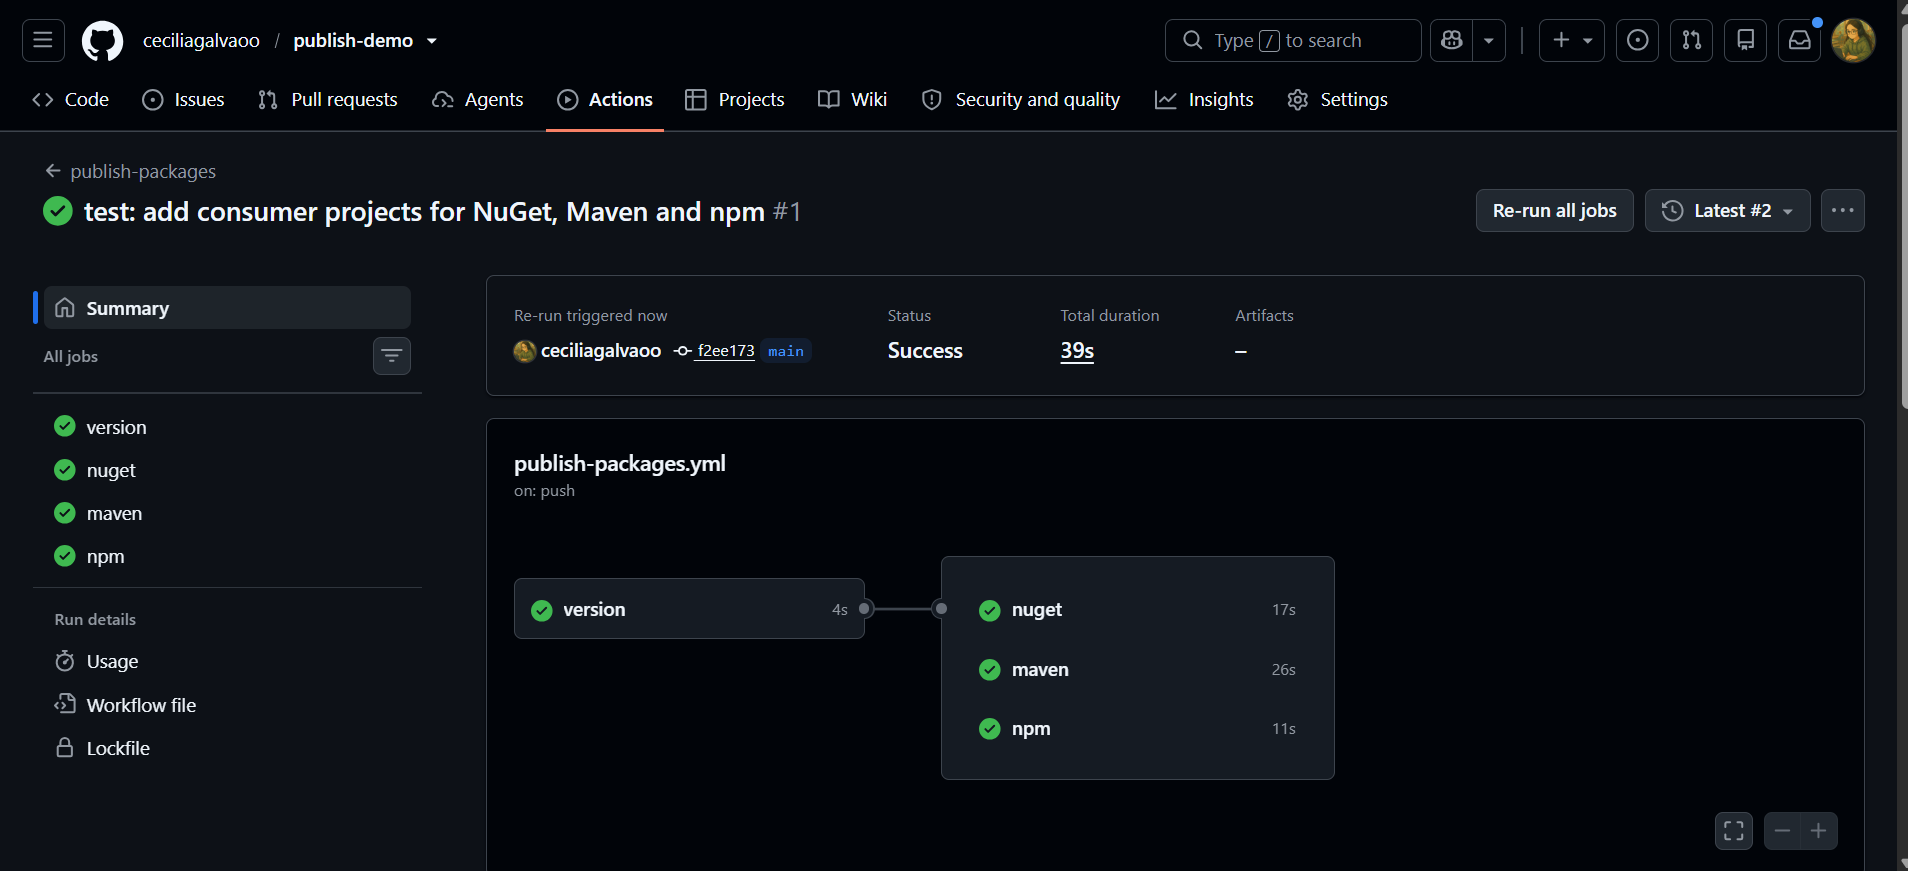 ceciliagalvaoo / publish-demo
Type / to search
Code Issues Pull requests Agents Actions Projects Wiki Security and quality Insights Settings
publish-packages
test: add consumer projects for NuGet, Maven and npm #1
Re-run all jobs
Latest #2
Summary
All jobs
version
nuget
maven
npm
Run details
Usage
Workflow file
Lockfile
Re-run triggered now
ceciliagalvaoo f2ee173 main
Status
Success
Total duration
39s
Artifacts
–
publish-packages.yml
on: push
version 4s
nuget 17s
maven 26s
npm 11s